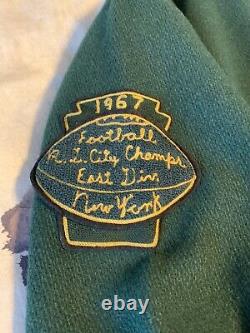 1967
Football
R. I. City Champs.
East Div.
New York